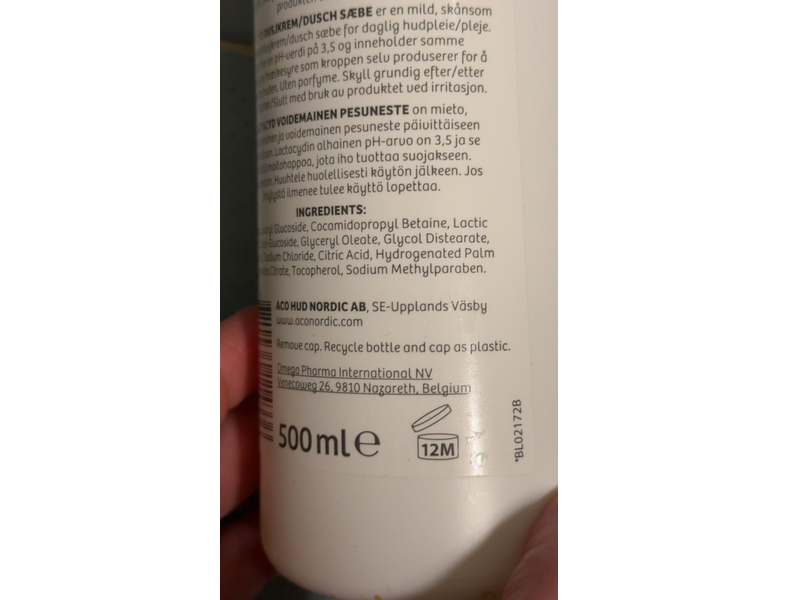 produkten
DUSJKREM/DUSCH SÆBE er en mild, skånsom
krem/dusch sæbe for daglig hudpleie/pleje.
en pH-verdi på 3,5 og inneholder samme
som kroppen selv produserer for å
huden. Uten parfyme. Skyll grundig efter/etter
Slutt med bruk av produktet ved irritasjon.
VOIDEMAINEN PESUNESTE on mieto,
ja voidemainen pesuneste päivittäiseen
Lactacydin alhainen pH-arvo on 3,5 ja se
maitohappoa, jota iho tuottaa suojakseen.
Huuhtele huolellisesti käytön jälkeen. Jos
ilmenee tulee käyttö lopettaa.
INGREDIENTS:
Glucoside, Cocamidopropyl Betaine, Lactic
Glucoside, Glyceryl Oleate, Glycol Distearate,
Sodium Chloride, Citric Acid, Hydrogenated Palm
Citrate, Tocopherol, Sodium Methylparaben.
ACO HUD NORDIC AB, SE-Upplands Väsby
www.aconordic.com
Remove cap. Recycle bottle and cap as plastic.
Omega Pharma International NV
Venecoweg 26, 9810 Nazareth, Belgium
500 ml e
12M
*BL02172B